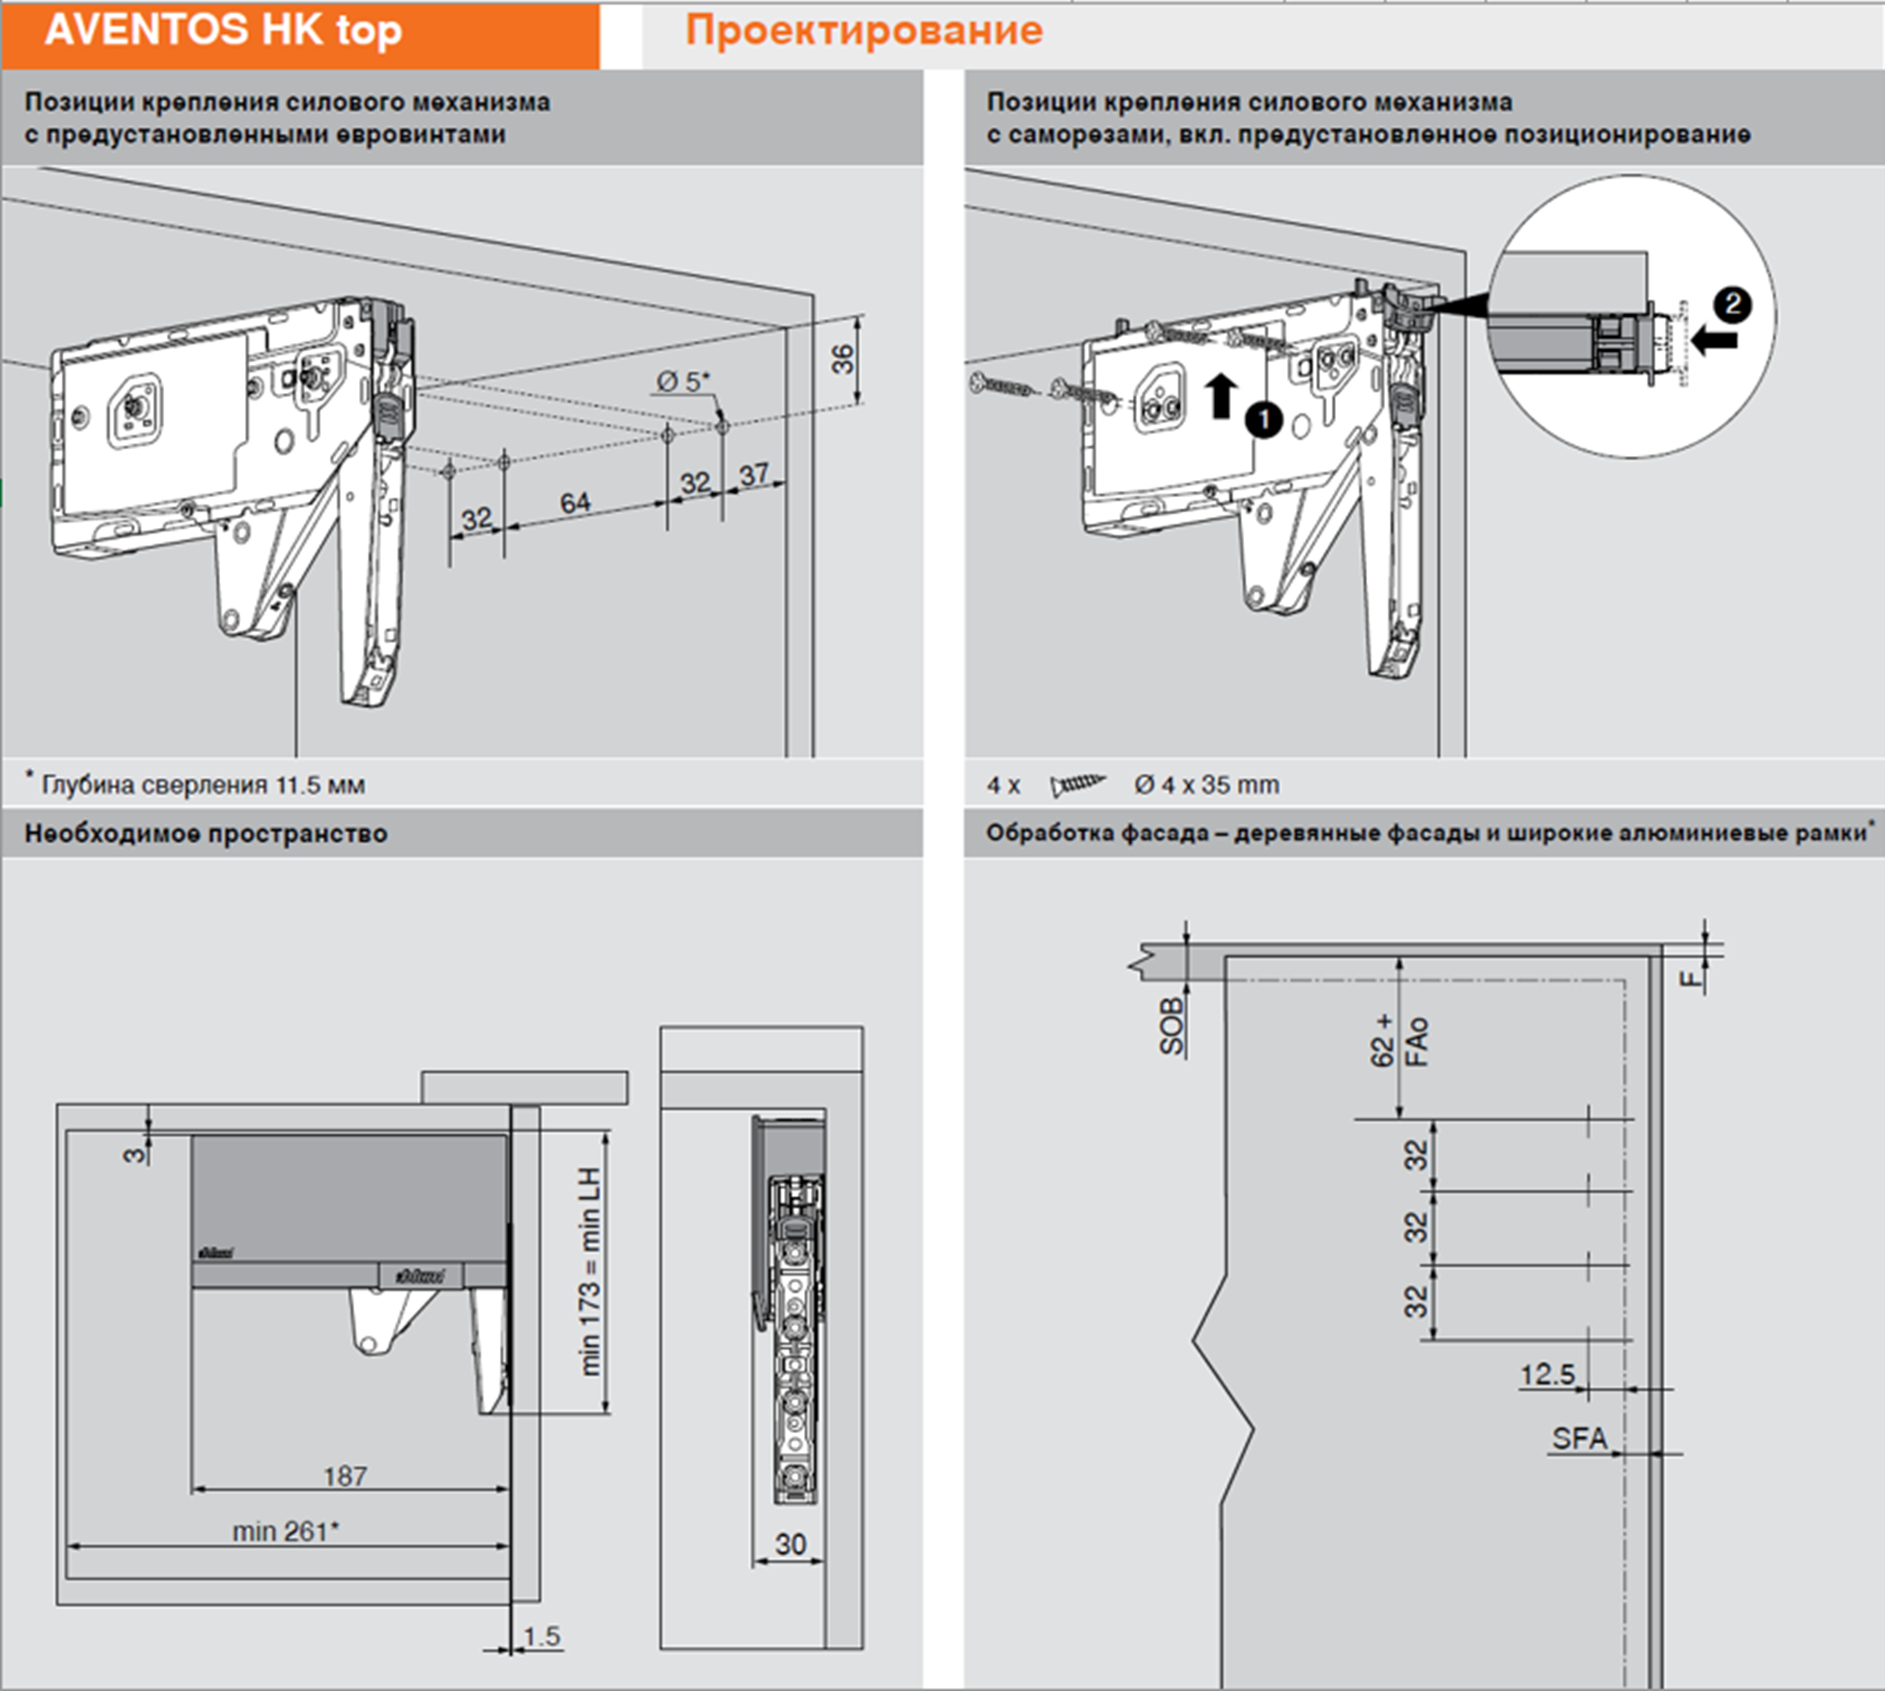 AVENTOS HK top
Проектирование
Позиции крепления силового механизма
с предустановленными евровинтами
Ø 5*
36
37
32
64
32
* Глубина сверления 11.5 мм
Позиции крепления силового механизма
с саморезами, вкл. предустановленное позиционирование
2
1
4 x Ø 4 x 35 mm
Необходимое пространство
3
min 173 = min LH
187
min 261*
1.5
30
Обработка фасада – деревянные фасады и широкие алюминиевые рамки*
SOB
F
62 +
FAo
32
32
32
12.5
SFA